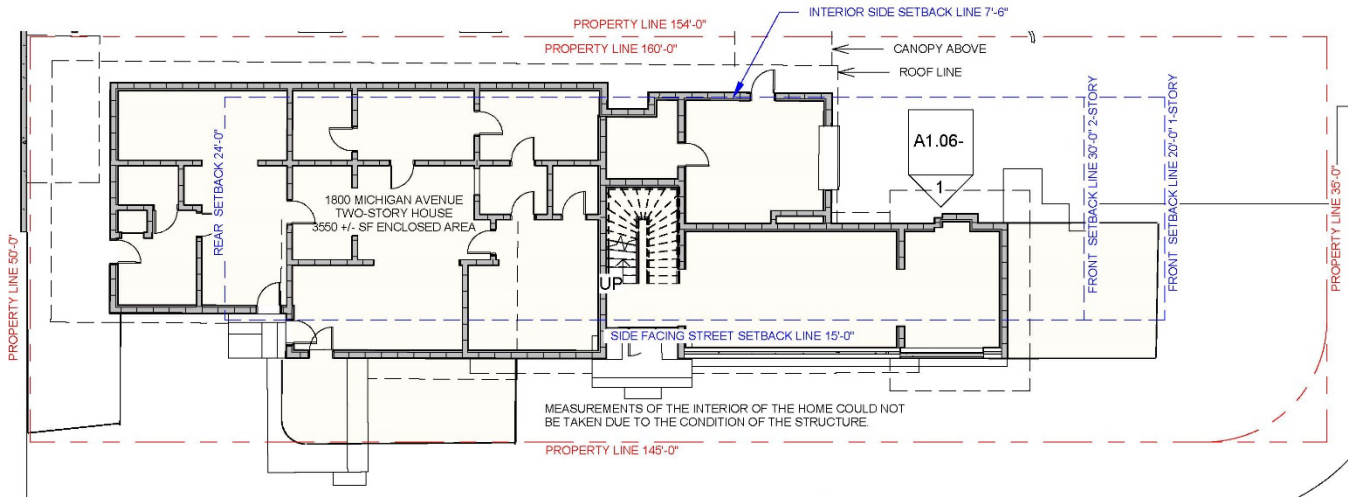 INTERIOR SIDE SETBACK LINE 7'-6"
PROPERTY LINE 154'-0"
PROPERTY LINE 160'-0"
CANOPY ABOVE
ROOF LINE
A1.06-
1
FRONT SETBACK LINE 30'-0" 2-STORY
FRONT SETBACK LINE 20'-0" 1-STORY
PROPERTY LINE 35'-0"
REAR SETBACK 24'-0"
1800 MICHIGAN AVENUE
TWO-STORY HOUSE
3550 +/- SF ENCLOSED AREA
UP
PROPERTY LINE 50'-0"
SIDE FACING STREET SETBACK LINE 15'-0"
MEASUREMENTS OF THE INTERIOR OF THE HOME COULD NOT
BE TAKEN DUE TO THE CONDITION OF THE STRUCTURE.
PROPERTY LINE 145'-0"